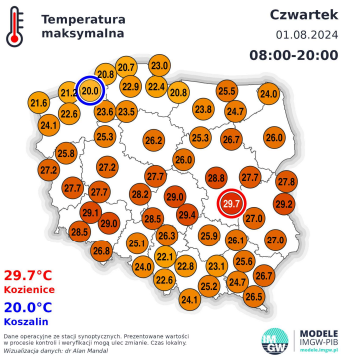 Temperatura
maksymalna
Czwartek
01.08.2024
08:00-20:00
20.7 23.0
20.8
21.2 20.0 22.9 22.4 20.8 25.5 24.0
21.6
22.6 23.6 23.5 23.8 24.7
24.1
25.3 26.2 25.3 26.7 26.0
25.8
27.2 27.2 26.0
27.7 28.8 27.7 27.8
27.7 27.7
28.2 29.0 29.7 29.2
29.1 29.0 28.5 29.4 27.0
28.5
26.8 25.1 26.3 25.9 26.1 27.0
22.1
24.0 22.8 23.1 25.6
22.6 24.7 26.7
24.1 25.2 26.5
29.7°C
Kozienice
20.0°C
Koszalin
Dane operacyjne ze stacji synoptycznych. Prezentowane wartości
w procesie kontroli i weryfikacji mogą ulec zmianie. Czas lokalny.
Wizualizacja danych: dr Alan Mandal
IMGW
MODELE
IMGW-PIB
modele.imgw.pl